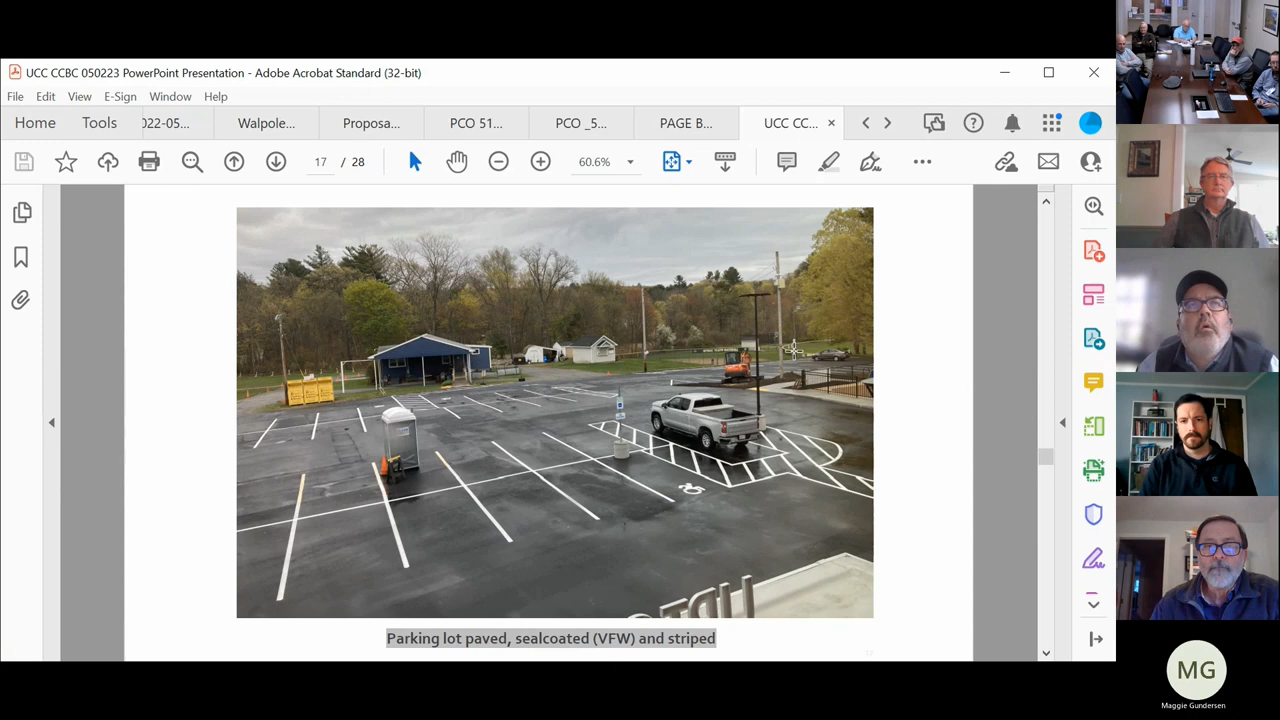 UCC CCBC 050223 PowerPoint Presentation - Adobe Acrobat Standard (32-bit)
File Edit View E-Sign Window Help
Home Tools 022-05... Walpole... Proposa... PCO 51... PCO _5... PAGE B... UCC CC...
17 / 28 60.6%
Parking lot paved, sealcoated (VFW) and striped
MG
Maggie Gundersen